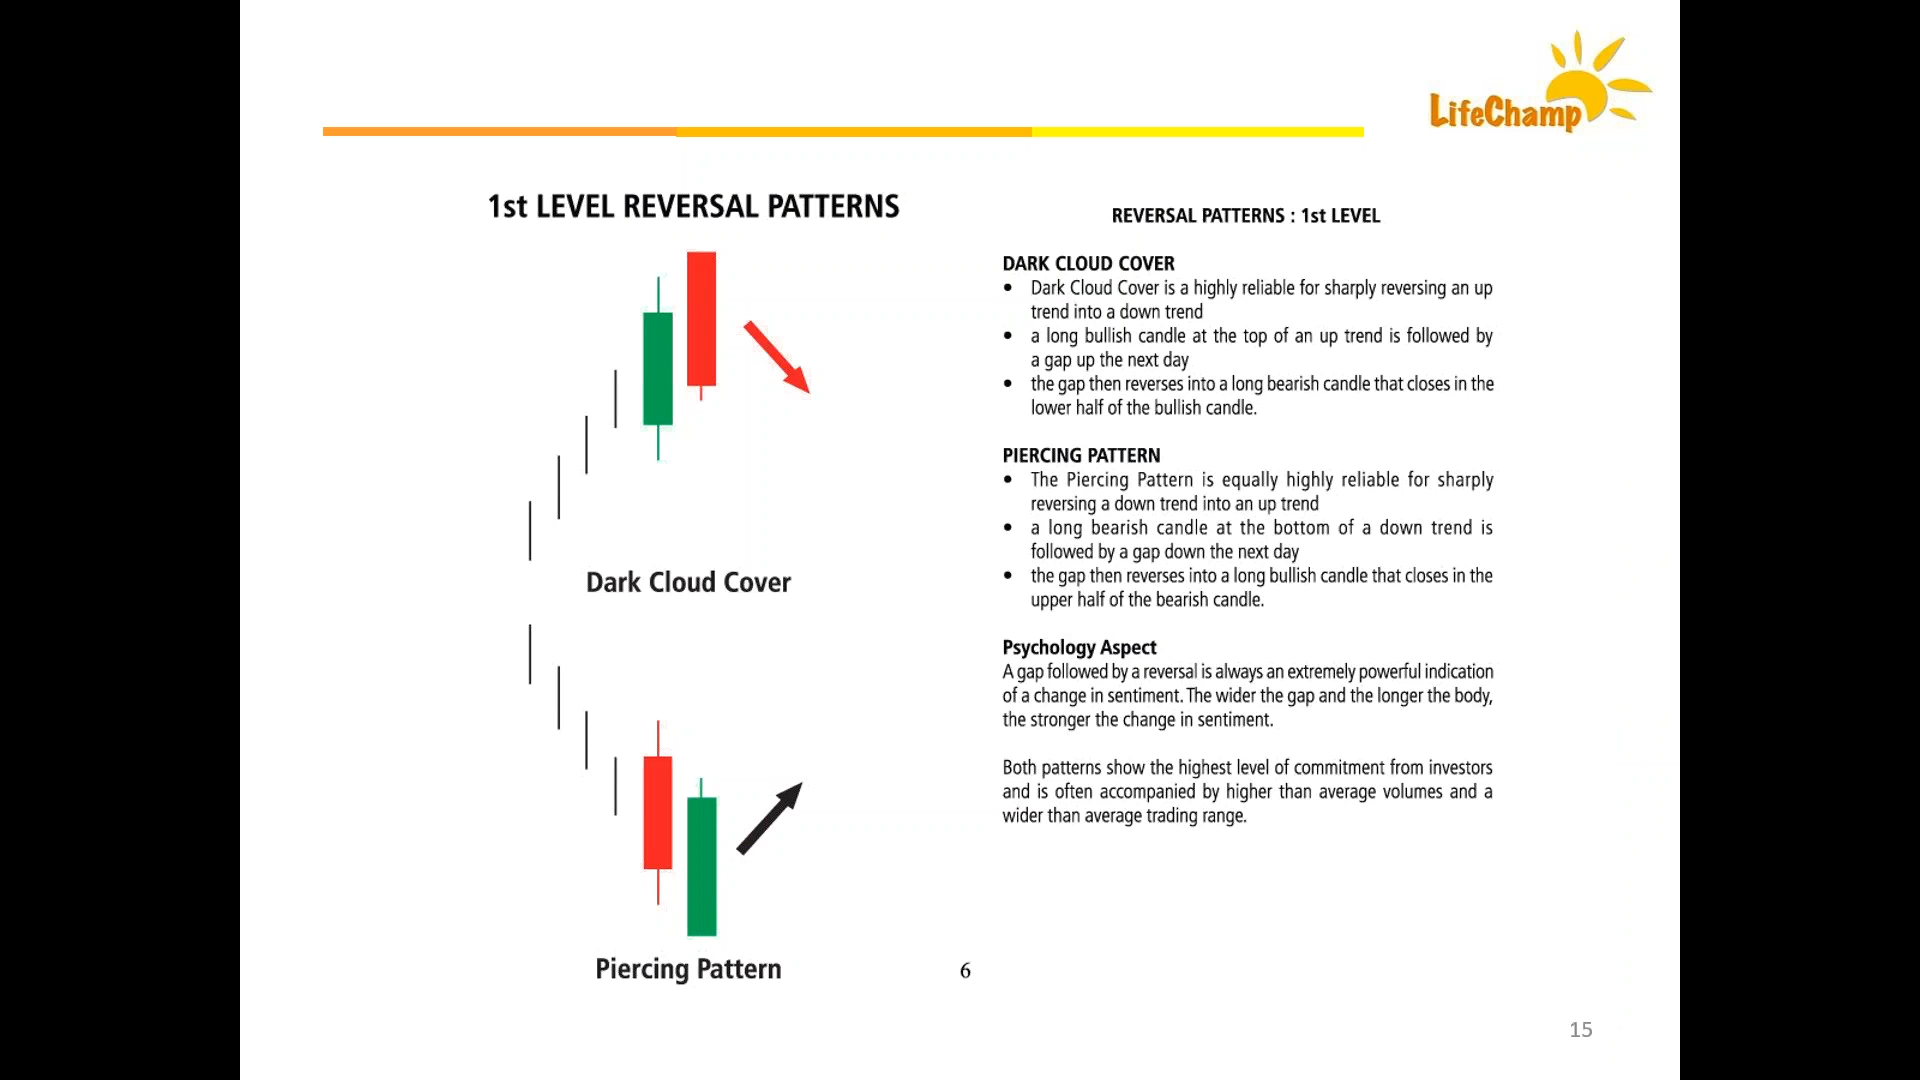 LifeChamp
1st LEVEL REVERSAL PATTERNS
Dark Cloud Cover
Piercing Pattern
6
REVERSAL PATTERNS : 1st LEVEL
DARK CLOUD COVER
• Dark Cloud Cover is a highly reliable for sharply reversing an up
trend into a down trend
• a long bullish candle at the top of an up trend is followed by
a gap up the next day
• the gap then reverses into a long bearish candle that closes in the
lower half of the bullish candle.
PIERCING PATTERN
• The Piercing Pattern is equally highly reliable for sharply
reversing a down trend into an up trend
• a long bearish candle at the bottom of a down trend is
followed by a gap down the next day
• the gap then reverses into a long bullish candle that closes in the
upper half of the bearish candle.
Psychology Aspect
A gap followed by a reversal is always an extremely powerful indication
of a change in sentiment. The wider the gap and the longer the body,
the stronger the change in sentiment.
Both patterns show the highest level of commitment from investors
and is often accompanied by higher than average volumes and a
wider than average trading range.
15